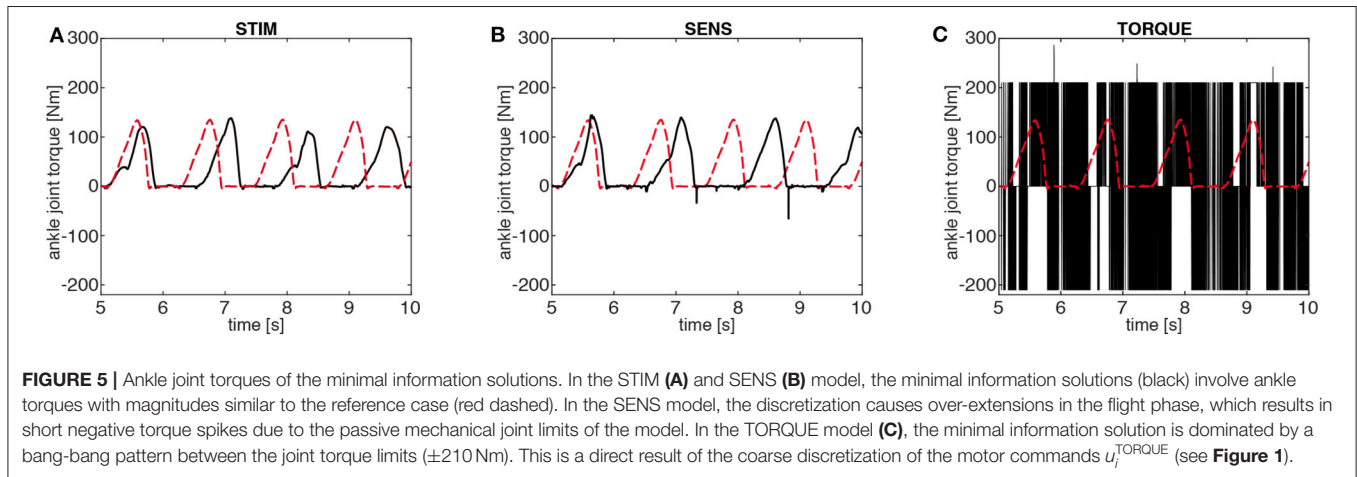 A
STIM
300
200
100
0
-100
-200
5
6
7
8
9
10
ankle joint torque [Nm]
time [s]
B
SENS
300
200
100
0
-100
-200
5
6
7
8
9
10
ankle joint torque [Nm]
time [s]
C
TORQUE
300
200
100
0
-100
-200
5
6
7
8
9
10
ankle joint torque [Nm]
time [s]
FIGURE 5 | Ankle joint torques of the minimal information solutions. In the STIM (A) and SENS (B) model, the minimal information solutions (black) involve ankle
torques with magnitudes similar to the reference case (red dashed). In the SENS model, the discretization causes over-extensions in the flight phase, which results in
short negative torque spikes due to the passive mechanical joint limits of the model. In the TORQUE model (C), the minimal information solution is dominated by a
bang-bang pattern between the joint torque limits (±210 Nm). This is a direct result of the coarse discretization of the motor commands u_i^TORQUE (see Figure 1).